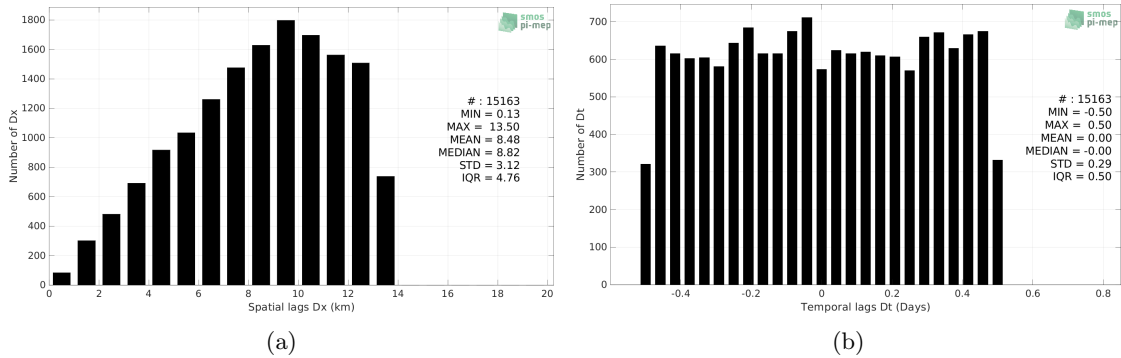 1800
1600
1400
1200
1000
800
600
400
200
0
Number of Dx
0 2 4 6 8 10 12 14 16 18 20
Spatial lags Dx (km)
smos
pi-mep
# : 15163
MIN = 0.13
MAX = 13.50
MEAN = 8.48
MEDIAN = 8.82
STD = 3.12
IQR = 4.76
(a)
700
600
500
400
300
200
100
0
Number of Dt
-0.4 -0.2 0 0.2 0.4 0.6 0.8
Temporal lags Dt (Days)
smos
pi-mep
# : 15163
MIN = -0.50
MAX = 0.50
MEAN = 0.00
MEDIAN = -0.00
STD = 0.29
IQR = 0.50
(b)